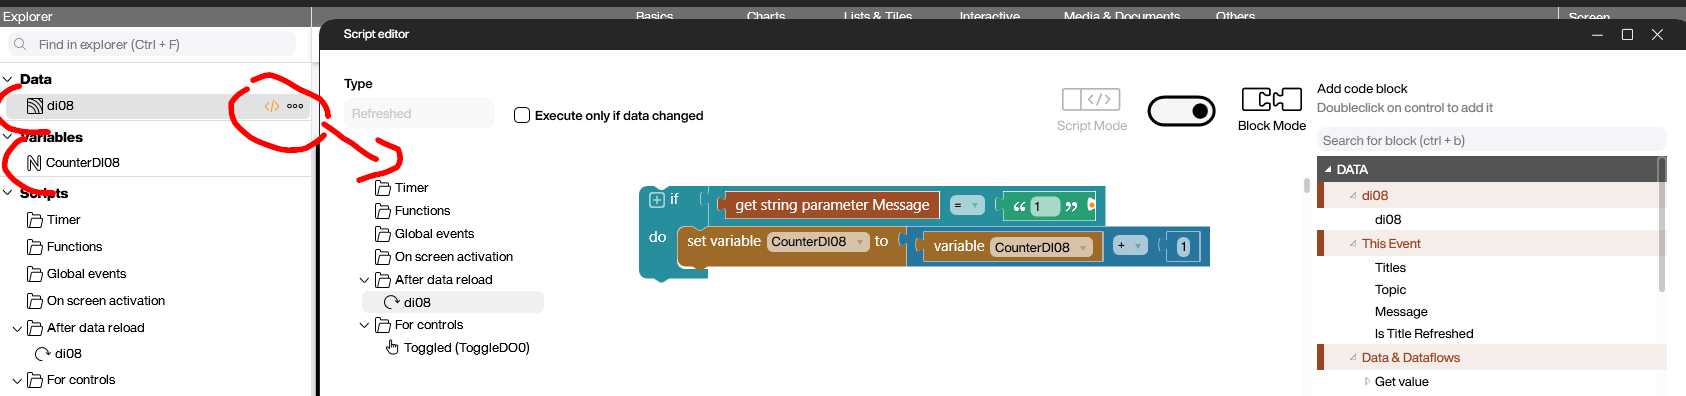 Explorer
Basics Charts Lists & Tiles Interactive Media & Documents Others Screen
Find in explorer (Ctrl + F)
Data
di08
</>
Variables
CounterDI08
Scripts
Timer
Functions
Global events
On screen activation
After data reload
di08
For controls
Script editor
Type
Refreshed
Execute only if data changed
</>
Script Mode
Block Mode
Timer
Functions
Global events
On screen activation
After data reload
di08
For controls
Toggled (ToggleDO0)
if get string parameter Message = “ 1 ”
do set variable CounterDI08 to variable CounterDI08 + 1
Add code block
Doubleclick on control to add it
Search for block (ctrl + b)
DATA
di08
di08
This Event
Titles
Topic
Message
Is Title Refreshed
Data & Dataflows
Get value